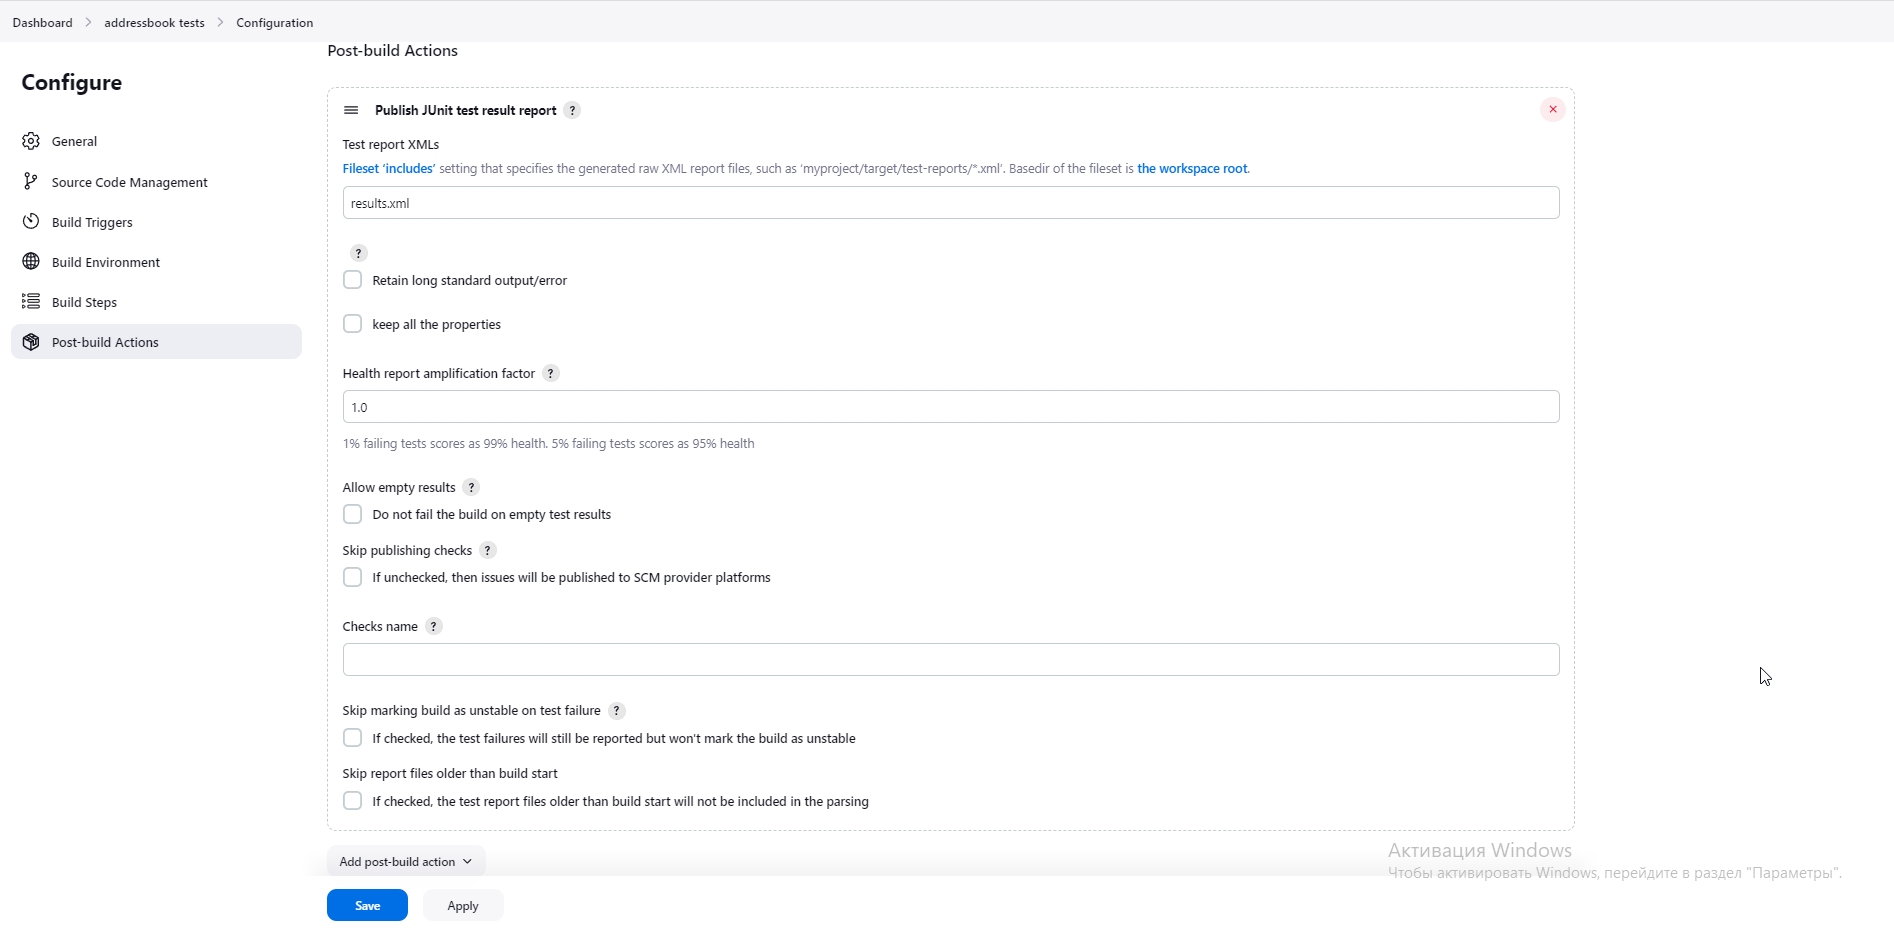 Dashboard > addressbook tests > Configuration
Configure
General
Source Code Management
Build Triggers
Build Environment
Build Steps
Post-build Actions
Post-build Actions
Publish JUnit test result report ?
Test report XMLs
Fileset ‘includes’ setting that specifies the generated raw XML report files, such as ‘myproject/target/test-reports/*.xml’. Basedir of the fileset is the workspace root.
results.xml
?
Retain long standard output/error
keep all the properties
Health report amplification factor ?
1.0
1% failing tests scores as 99% health. 5% failing tests scores as 95% health
Allow empty results ?
Do not fail the build on empty test results
Skip publishing checks ?
If unchecked, then issues will be published to SCM provider platforms
Checks name ?
Skip marking build as unstable on test failure ?
If checked, the test failures will still be reported but won't mark the build as unstable
Skip report files older than build start
If checked, the test report files older than build start will not be included in the parsing
Add post-build action
Save
Apply
Активация Windows
Чтобы активировать Windows, перейдите в раздел "Параметры".